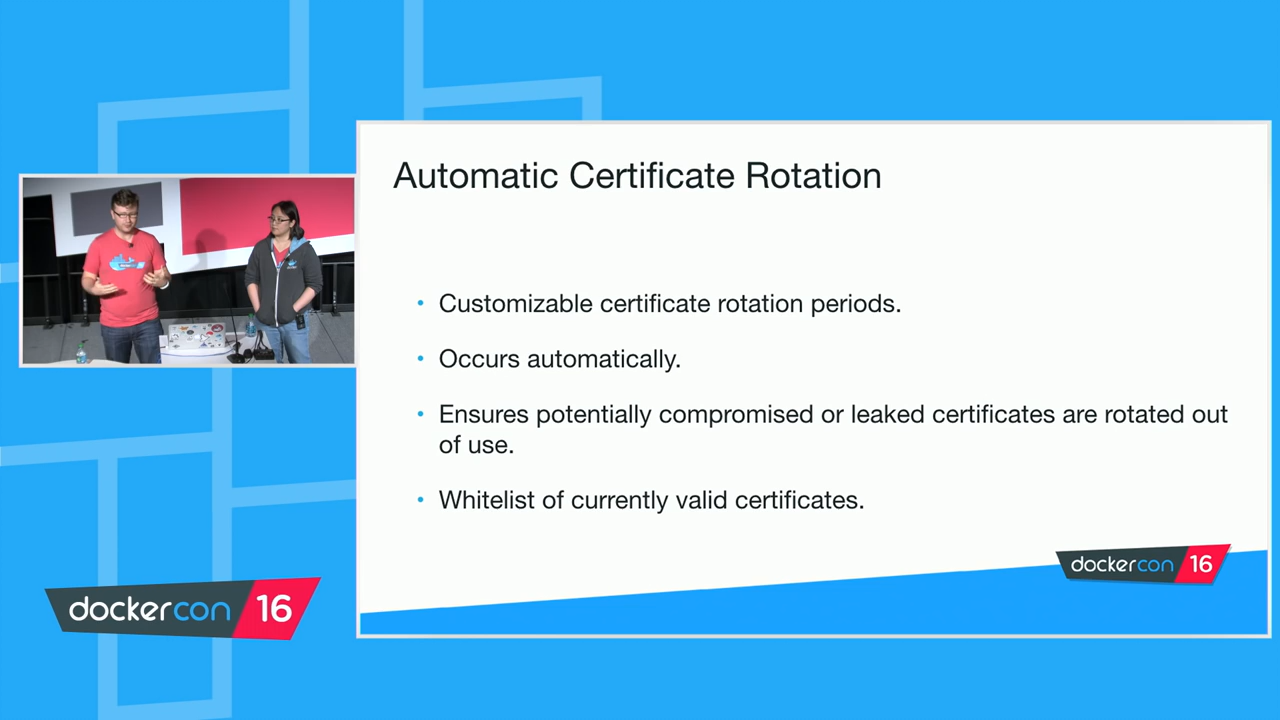 Automatic Certificate Rotation
• Customizable certificate rotation periods.
• Occurs automatically.
• Ensures potentially compromised or leaked certificates are rotated out
of use.
• Whitelist of currently valid certificates.
dockercon 16
dockercon 16